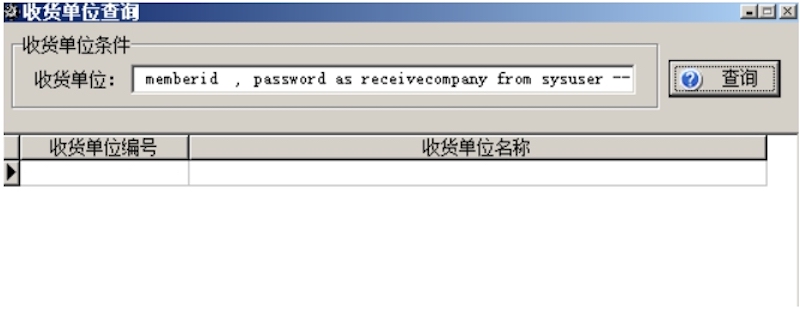 收货单位查询
收货单位条件
收货单位： memberid , password as receivecompany from sysuser -- 查询
收货单位编号 收货单位名称